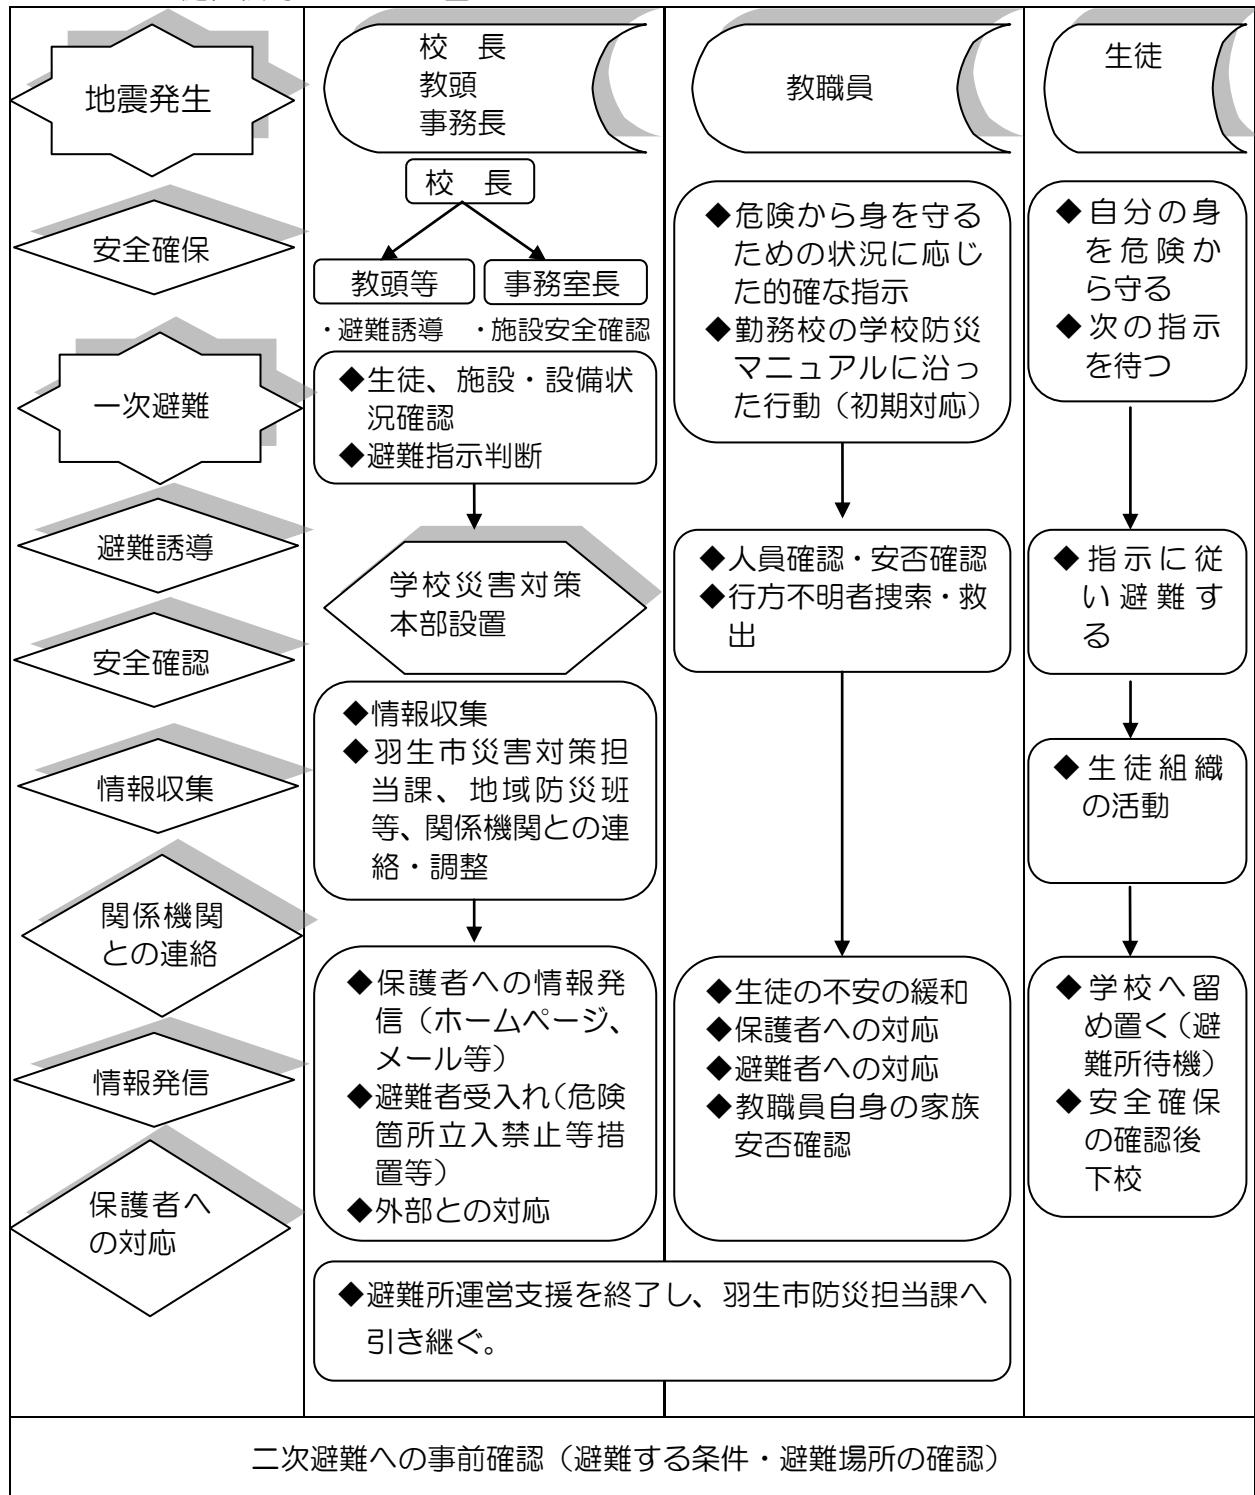 地震発生
安全確保
一次避難
避難誘導
安全確認
情報収集
関係機関
との連絡
情報発信
保護者へ
の対応
校　長
教頭
事務長
校　長
教頭等
事務室長
・避難誘導
・施設安全確認
◆生徒、施設・設備状
況確認
◆避難指示判断
学校災害対策
本部設置
◆情報収集
◆羽生市災害対策担
当課、地域防災班
等、関係機関との連
絡・調整
◆保護者への情報発
信（ホームページ、
メール等）
◆避難者受入れ（危険
箇所立入禁止等措
置等）
◆外部との対応
教職員
◆危険から身を守る
ための状況に応じ
た的確な指示
◆勤務校の学校防災
マニュアルに沿っ
た行動（初期対応）
◆人員確認・安否確認
◆行方不明者捜索・救
出
◆生徒の不安の緩和
◆保護者への対応
◆避難者への対応
◆教職員自身の家族
安否確認
生徒
◆自分の身
を危険か
ら守る
◆次の指示
を待つ
◆指示に従
い避難す
る
◆生徒組織
の活動
◆学校へ留
め置く（避
難所待機）
◆安全確保
の確認後
下校
◆避難所運営支援を終了し、羽生市防災担当課へ
引き継ぐ。
二次避難への事前確認（避難する条件・避難場所の確認）